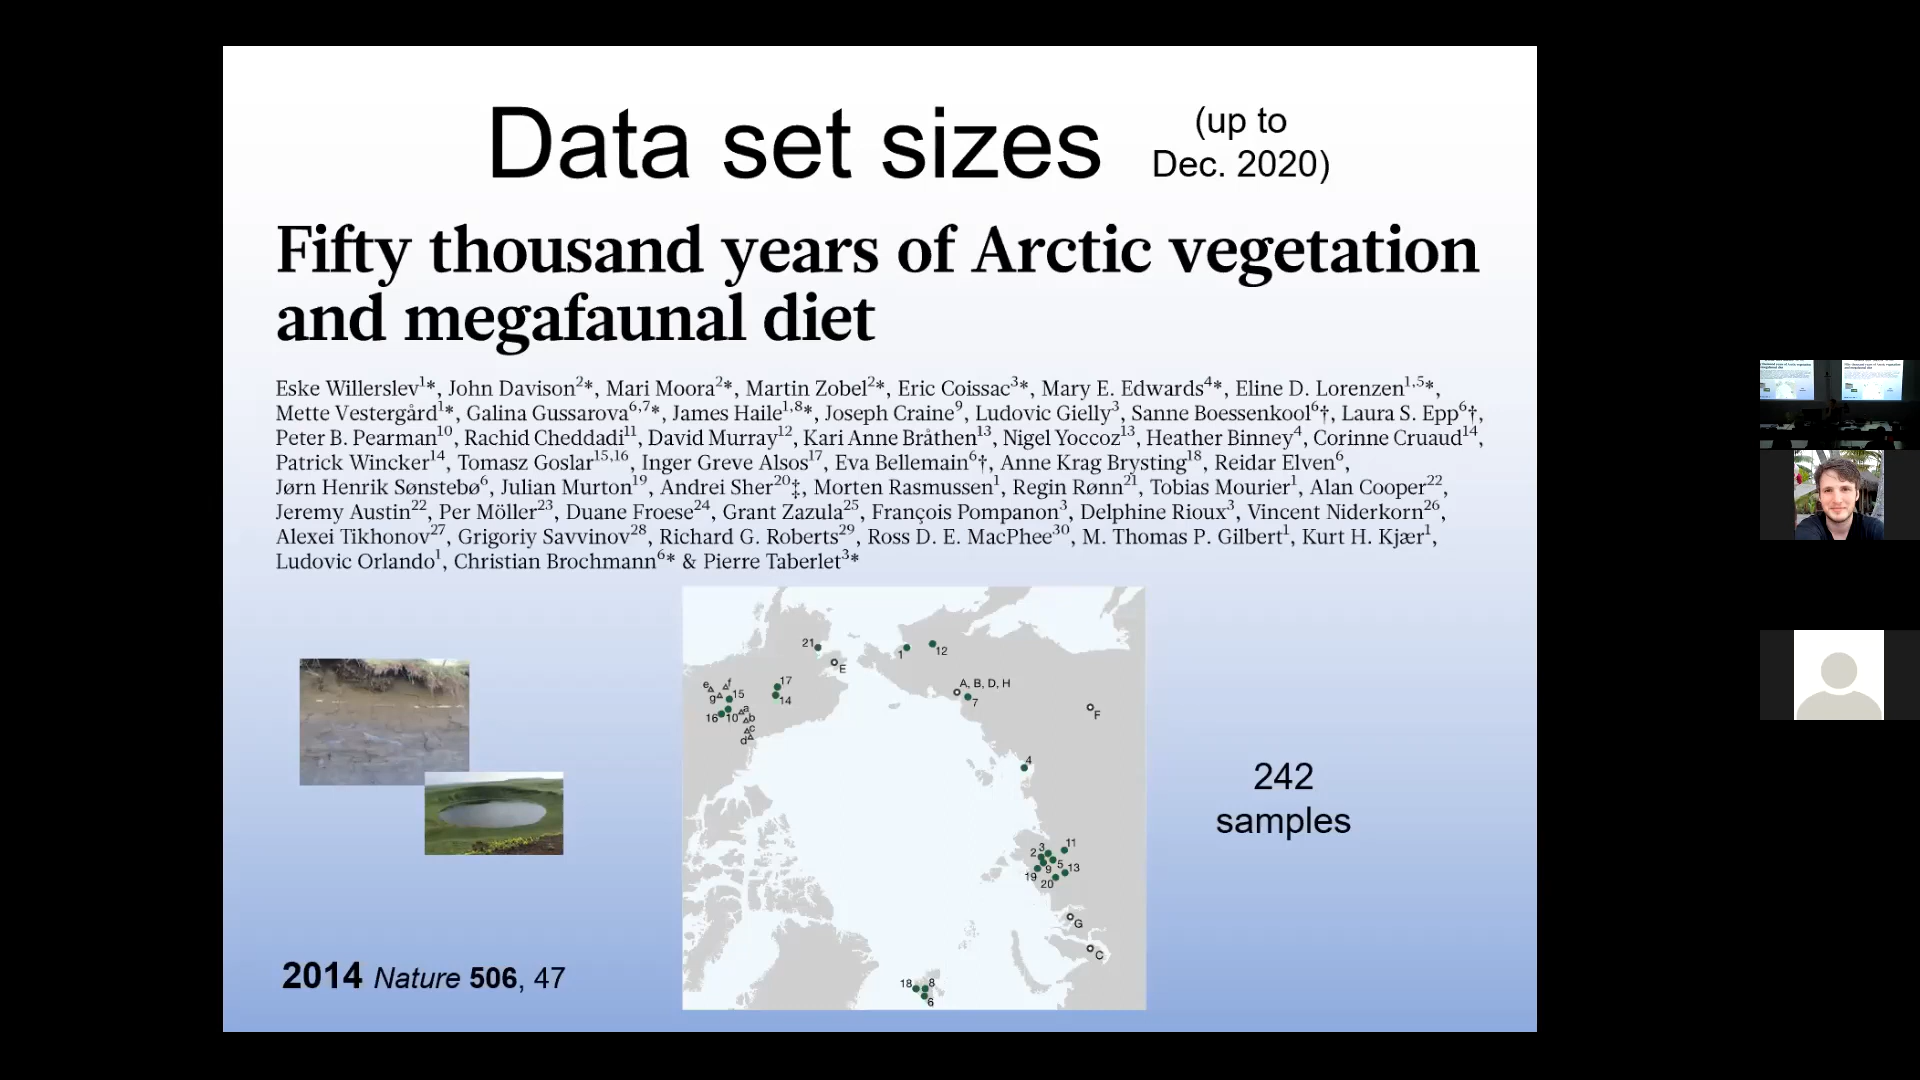 Data set sizes
(up to
Dec. 2020)
Fifty thousand years of Arctic vegetation
and megafaunal diet
Eske Willerslev1*, John Davison2*, Mari Moora2*, Martin Zobel2*, Eric Coissac3*, Mary E. Edwards4*, Eline D. Lorenzen1,5*,
Mette Vestergård1*, Galina Gussarova6,7*, James Haile1,8*, Joseph Craine9, Ludovic Gielly3, Sanne Boessenkool6†, Laura S. Epp6†,
Peter B. Pearman10, Rachid Cheddadi11, David Murray12, Kari Anne Bråthen13, Nigel Yoccoz13, Heather Binney4, Corinne Cruaud14,
Patrick Wincker14, Tomasz Goslar15,16, Inger Greve Alsos17, Eva Bellemain6†, Anne Krag Brysting18, Reidar Elven6,
Jørn Henrik Sønstebø6, Julian Murton19, Andrei Sher20‡, Morten Rasmussen1, Regin Rønn21, Tobias Mourier1, Alan Cooper22,
Jeremy Austin22, Per Möller23, Duane Froese24, Grant Zazula25, François Pompanon3, Delphine Rioux3, Vincent Niderkorn26,
Alexei Tikhonov27, Grigoriy Savvinov28, Richard G. Roberts29, Ross D. E. MacPhee30, M. Thomas P. Gilbert1, Kurt H. Kjær1,
Ludovic Orlando1, Christian Brochmann6* & Pierre Taberlet3*
21
E
1
12
e
f
g
15
17
14
16
10
a
b
c
d
A, B, D, H
7
F
4
2
3
11
5
9
13
19
20
G
C
18
8
6
242
samples
2014 Nature 506, 47